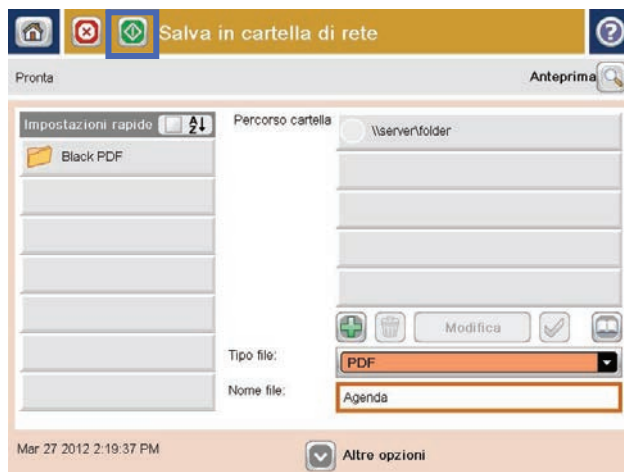 Salva in cartella di rete
?
Pronta
Anteprima
Impostazioni rapide
A Z
Percorso cartella
\\server\folder
Black PDF
Modifica
Tipo file:
PDF
Nome file:
Agenda
Mar 27 2012 2:19:37 PM
Altre opzioni